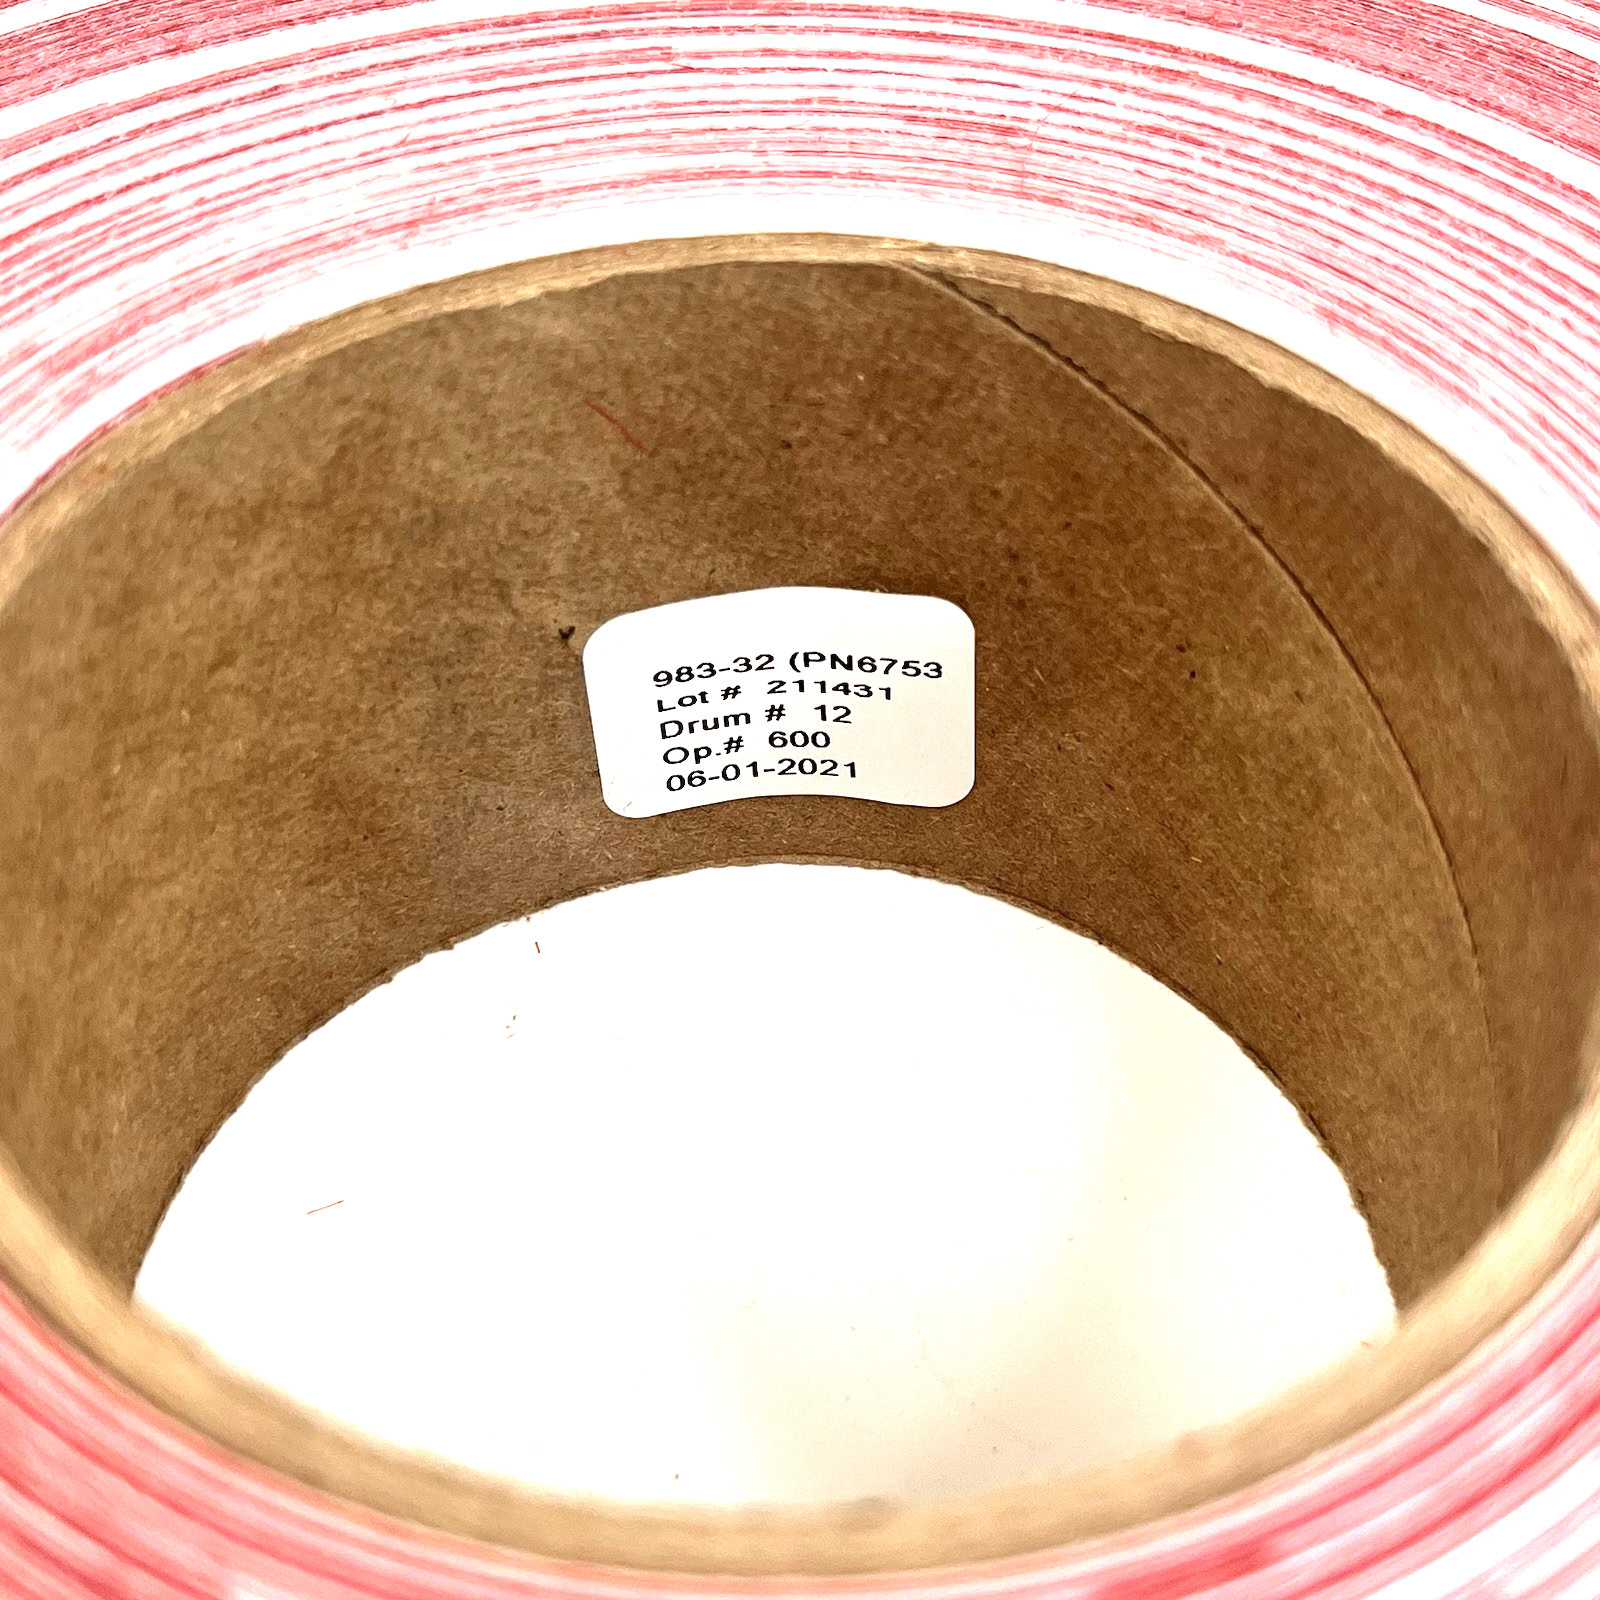 983-32 (PN6753
Lot # 211431
Drum # 12
Op.# 600
06-01-2021